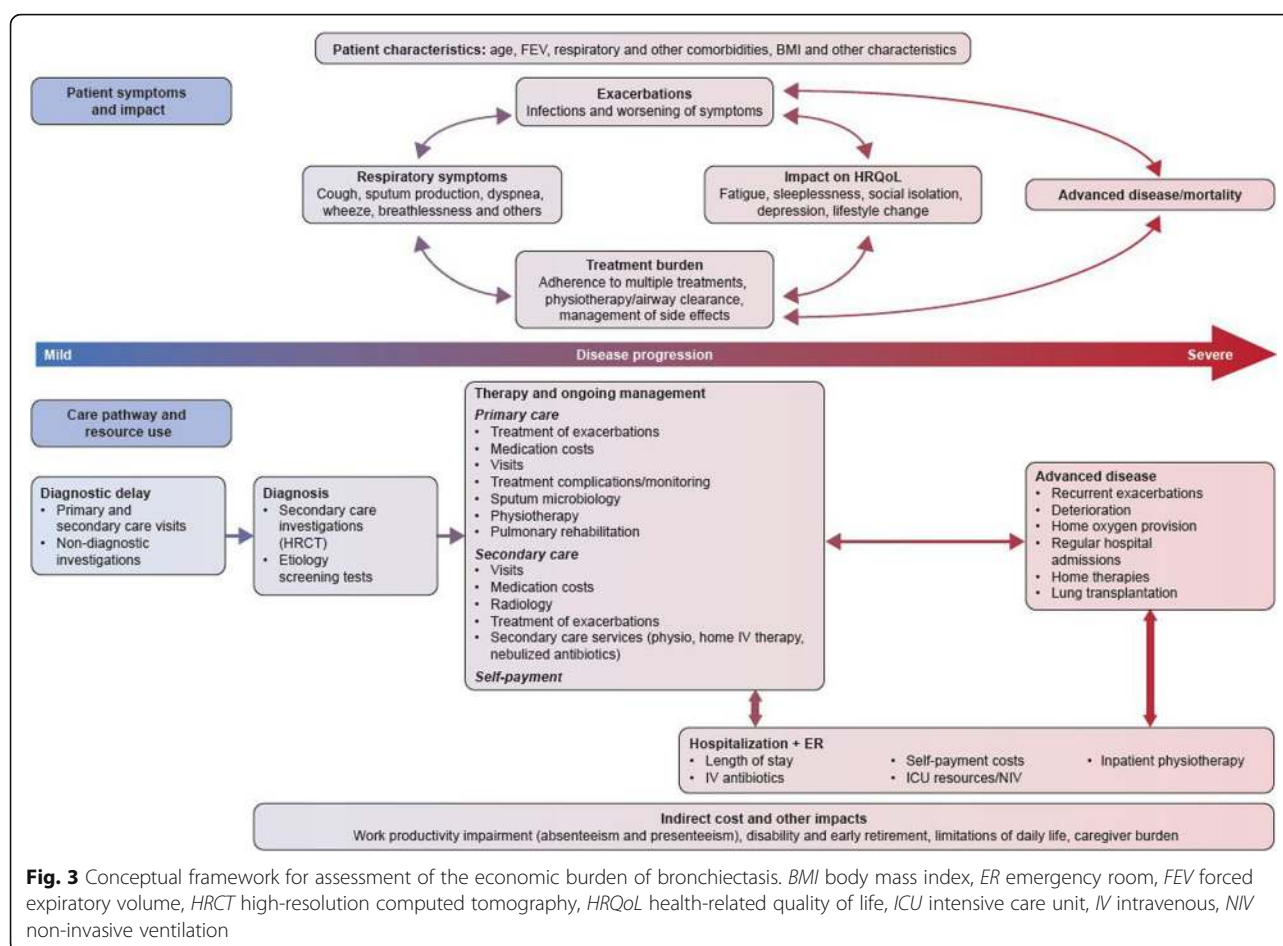 Patient characteristics: age, FEV, respiratory and other comorbidities, BMI and other characteristics
Patient symptoms
and impact
Exacerbations
Infections and worsening of symptoms
Respiratory symptoms
Cough, sputum production, dyspnea,
wheeze, breathlessness and others
Impact on HRQoL
Fatigue, sleeplessness, social isolation,
depression, lifestyle change
Advanced disease/mortality
Treatment burden
Adherence to multiple treatments,
physiotherapy/airway clearance,
management of side effects
Mild
Disease progression
Severe
Care pathway and
resource use
Diagnostic delay
• Primary and
secondary care visits
• Non-diagnostic
investigations
Diagnosis
• Secondary care
investigations
(HRCT)
• Etiology
screening tests
Therapy and ongoing management
Primary care
• Treatment of exacerbations
• Medication costs
• Visits
• Treatment complications/monitoring
• Sputum microbiology
• Physiotherapy
• Pulmonary rehabilitation
Secondary care
• Visits
• Medication costs
• Radiology
• Treatment of exacerbations
• Secondary care services (physio, home IV therapy,
nebulized antibiotics)
Self-payment
Advanced disease
• Recurrent exacerbations
• Deterioration
• Home oxygen provision
• Regular hospital
admissions
• Home therapies
• Lung transplantation
Hospitalization + ER
• Length of stay
• IV antibiotics
• Self-payment costs
• ICU resources/NIV
• Inpatient physiotherapy
Indirect cost and other impacts
Work productivity impairment (absenteeism and presenteeism), disability and early retirement, limitations of daily life, caregiver burden
Fig. 3 Conceptual framework for assessment of the economic burden of bronchiectasis. BMI body mass index, ER emergency room, FEV forced
expiratory volume, HRCT high-resolution computed tomography, HRQoL health-related quality of life, ICU intensive care unit, IV intravenous, NIV
non-invasive ventilation